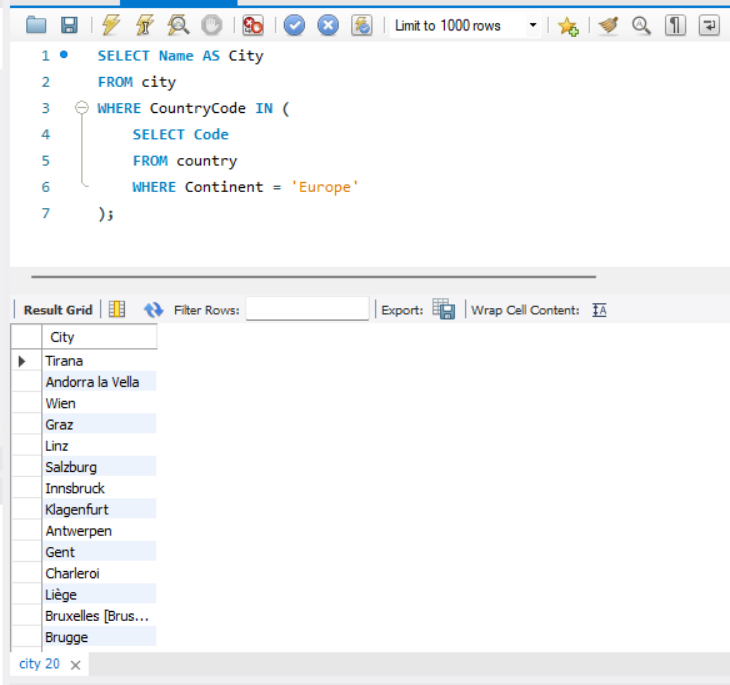 Limit to 1000 rows
1 SELECT Name AS City
2 FROM city
3 WHERE CountryCode IN (
4 SELECT Code
5 FROM country
6 WHERE Continent = 'Europe'
7 );
Result Grid Filter Rows: Export: Wrap Cell Content: IA
City
Tirana
Andorra la Vella
Wien
Graz
Linz
Salzburg
Innsbruck
Klagenfurt
Antwerpen
Gent
Charleroi
Liège
Bruxelles [Brus...
Brugge
city 20 ×